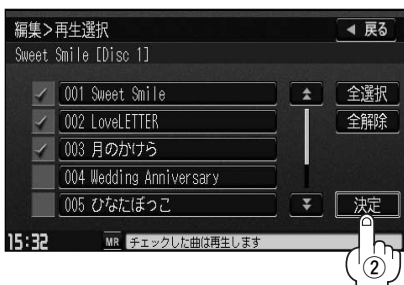 編集>再生選択
◀ 戻る
Sweet Smile [Disc 1]
001 Sweet Smile
全選択
002 LoveLETTER
全解除
003 月のかけら
004 Wedding Anniversary
005 ひなたぼっこ
決定
15:32
MR チェックした曲は再生します
②